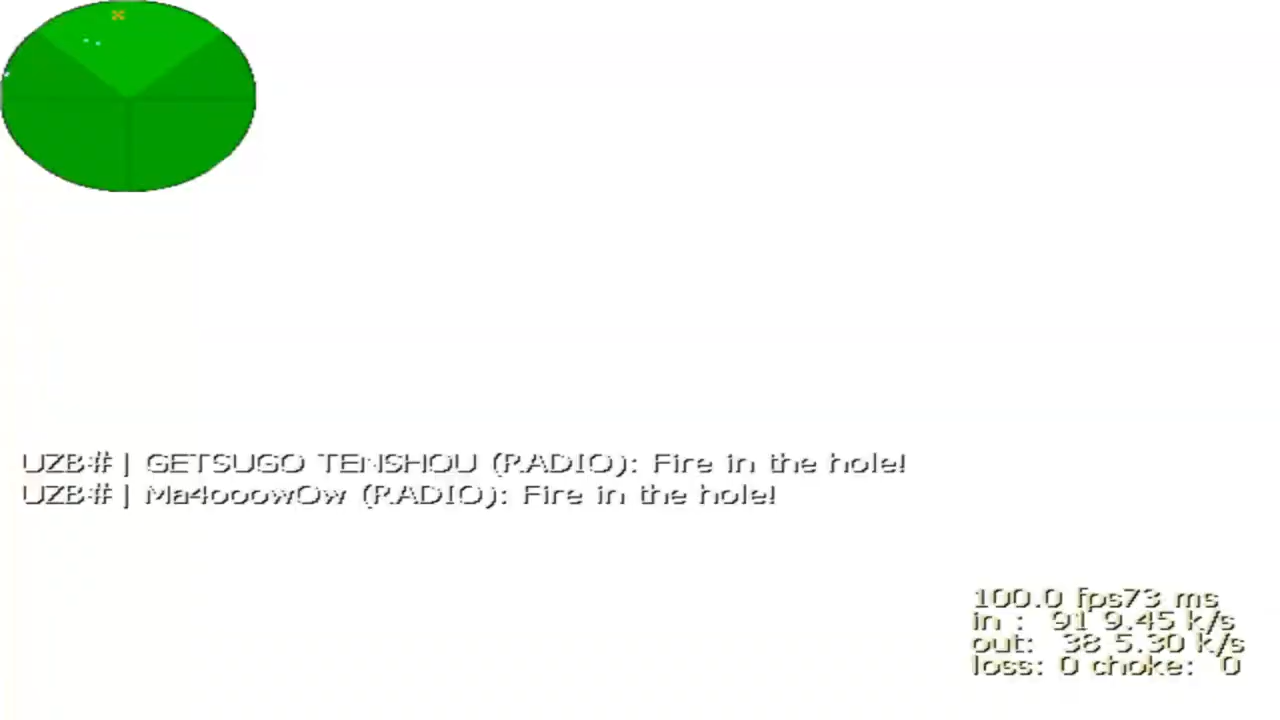 UZB# | GETSUGO TENSHOU (RADIO): Fire in the hole!
UZB# | Ma4ooowOw (RADIO): Fire in the hole!
100.0 fps73 ms
in : 91 9.45 k/s
out: 38 5.30 k/s
loss: 0 choke: 0